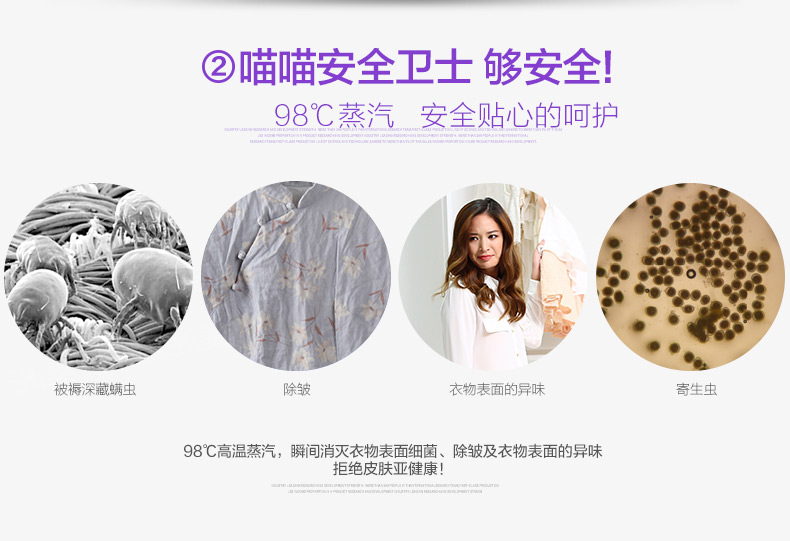 ②喵喵安全卫士 够安全!
98℃蒸汽 安全贴心的呵护
被褥深藏螨虫
除皱
衣物表面的异味
寄生虫
98℃高温蒸汽，瞬间消灭衣物表面细菌、除皱及衣物表面的异味
拒绝皮肤亚健康！